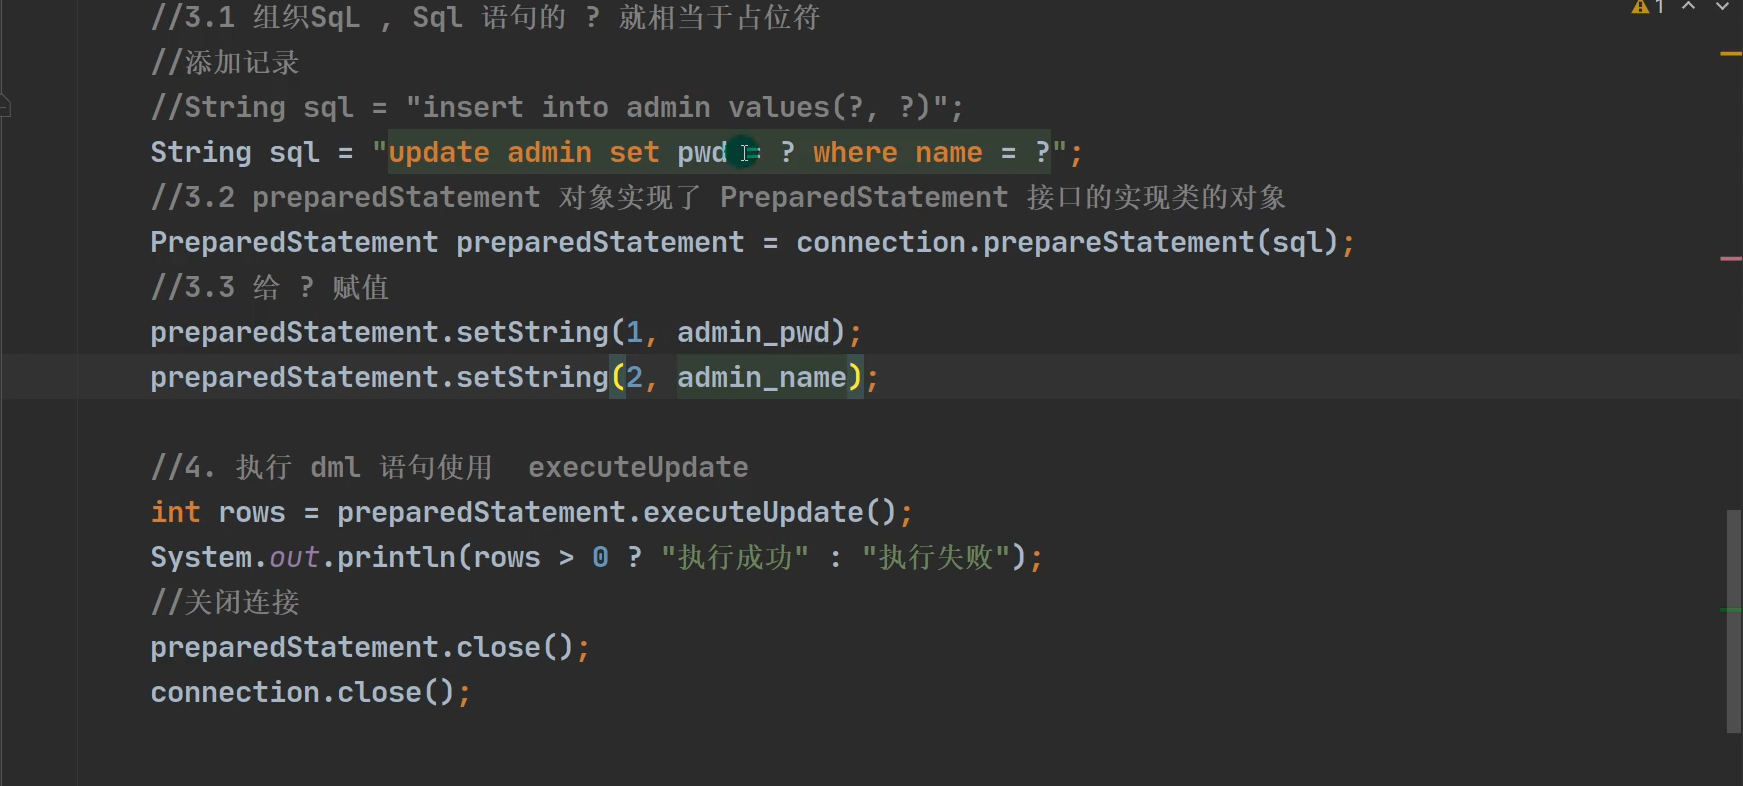 //3.1 组织SqL , Sql 语句的 ? 就相当于占位符
1
//添加记录
//String sql = "insert into admin values(?, ?)";
String sql = "update admin set pwd = ? where name = ?";
//3.2 preparedStatement 对象实现了 PreparedStatement 接口的实现类的对象
PreparedStatement preparedStatement = connection.prepareStatement(sql);
//3.3 给 ? 赋值
preparedStatement.setString(1, admin_pwd);
preparedStatement.setString(2, admin_name);
//4. 执行 dml 语句使用  executeUpdate
int rows = preparedStatement.executeUpdate();
System.out.println(rows > 0 ? "执行成功" : "执行失败");
//关闭连接
preparedStatement.close();
connection.close();